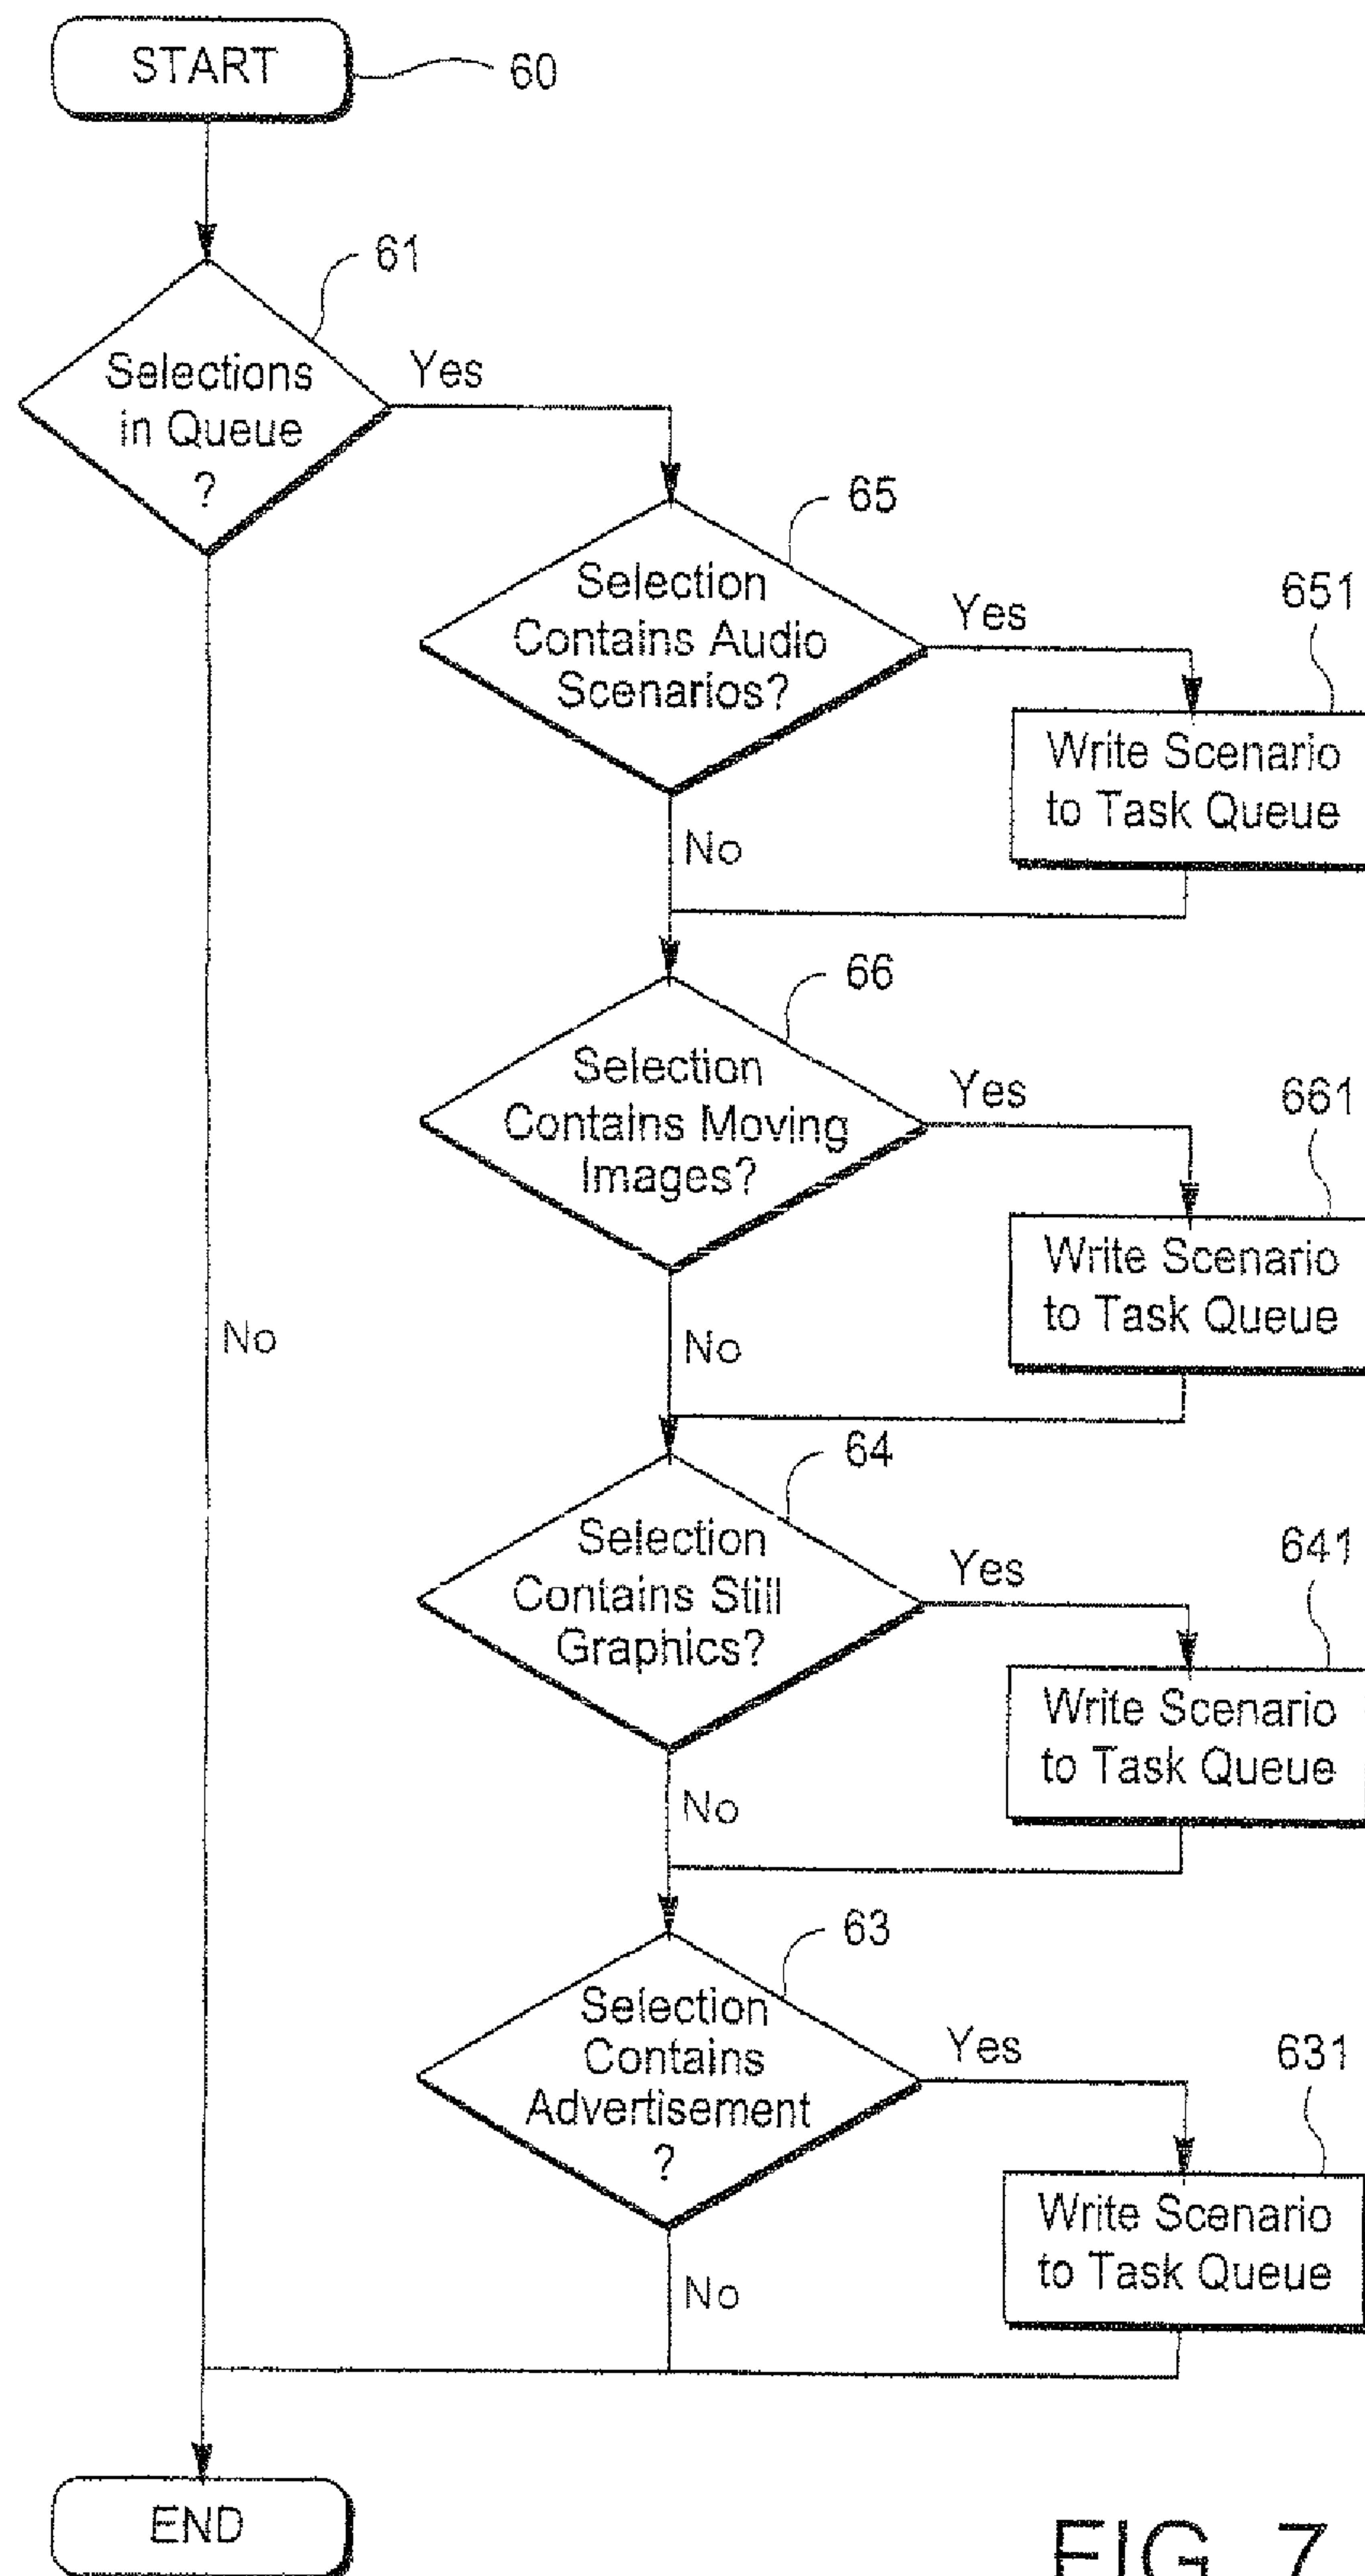 START
60
61
Selections
in Queue
?
Yes
65
Selection
Contains Audio
Scenarios?
Yes
651
Write Scenario
to Task Queue
No
66
Selection
Contains Moving
Images?
Yes
661
Write Scenario
to Task Queue
No
No
64
Selection
Contains Still
Graphics?
Yes
641
Write Scenario
to Task Queue
No
63
Selection
Contains
Advertisement
?
Yes
631
Write Scenario
to Task Queue
No
END
FIG. 7